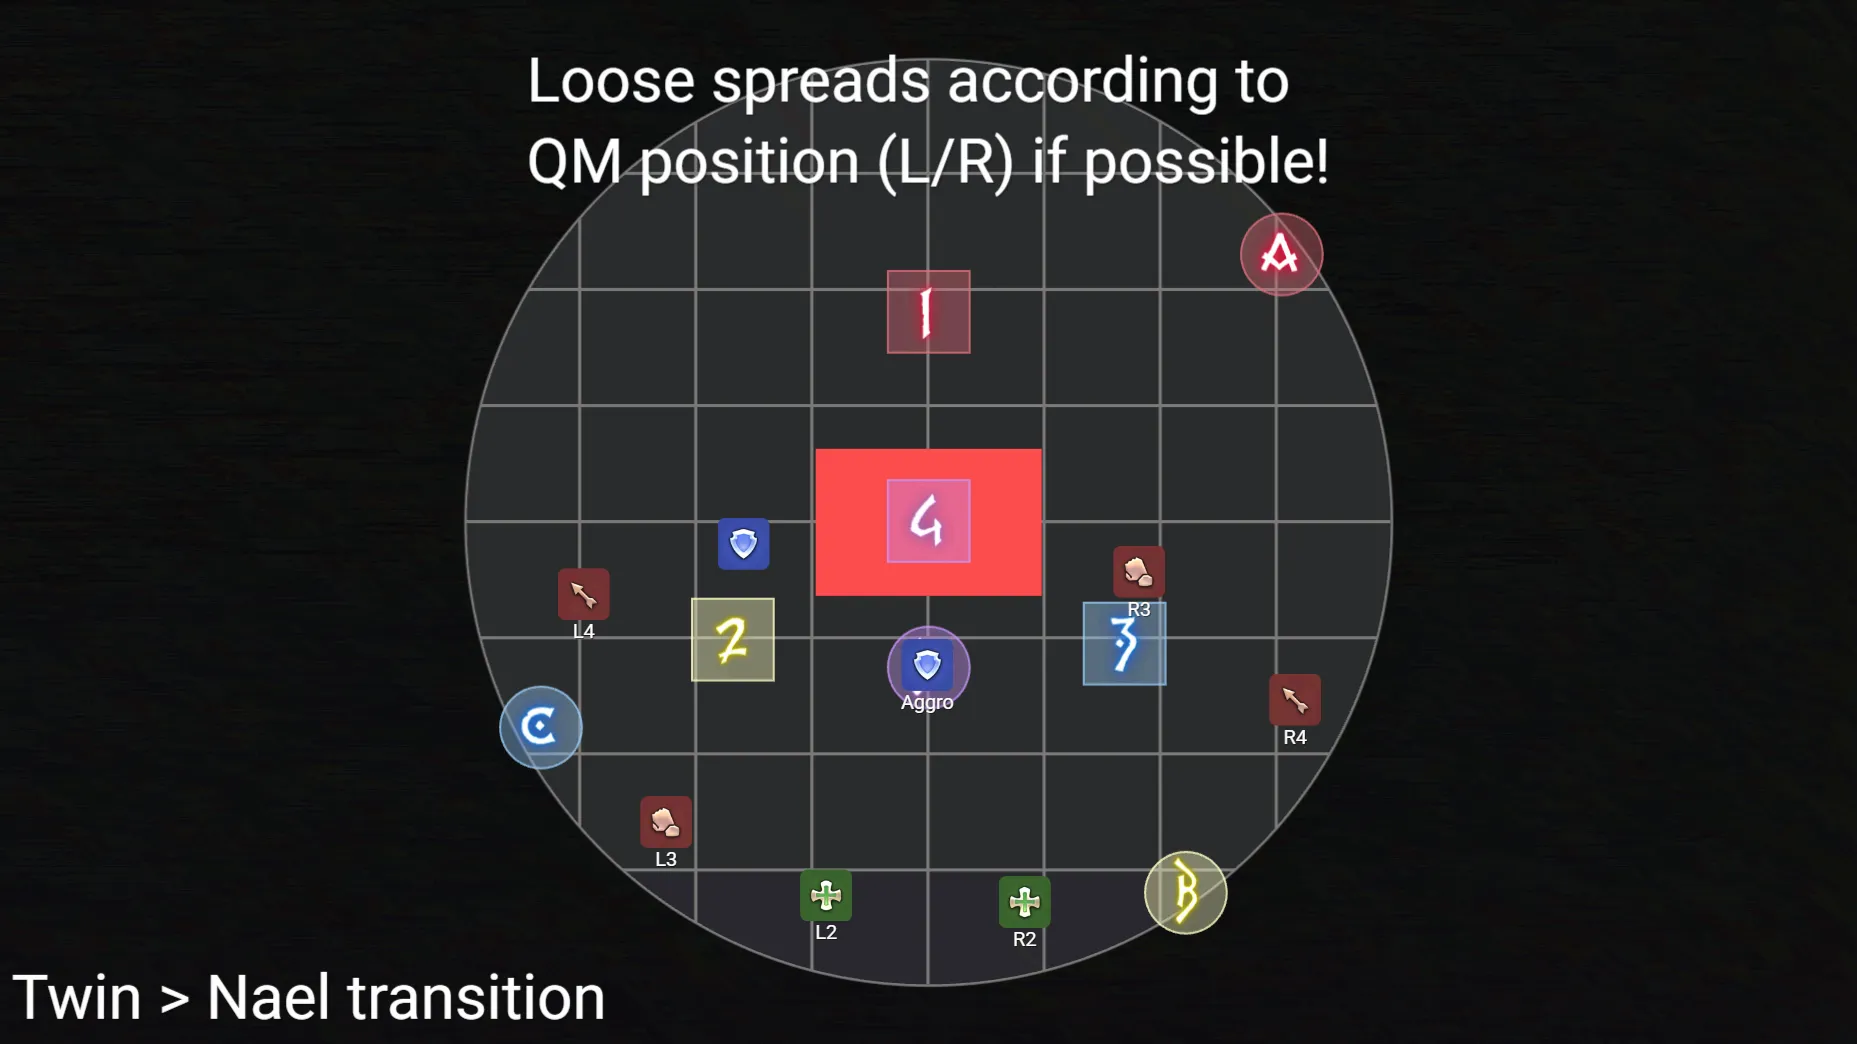 Loose spreads according to
QM position (L/R) if possible!
A
1
4
R3
L4
2
3
Aggro
C
R4
L3
B
L2
R2
Twin > Nael transition